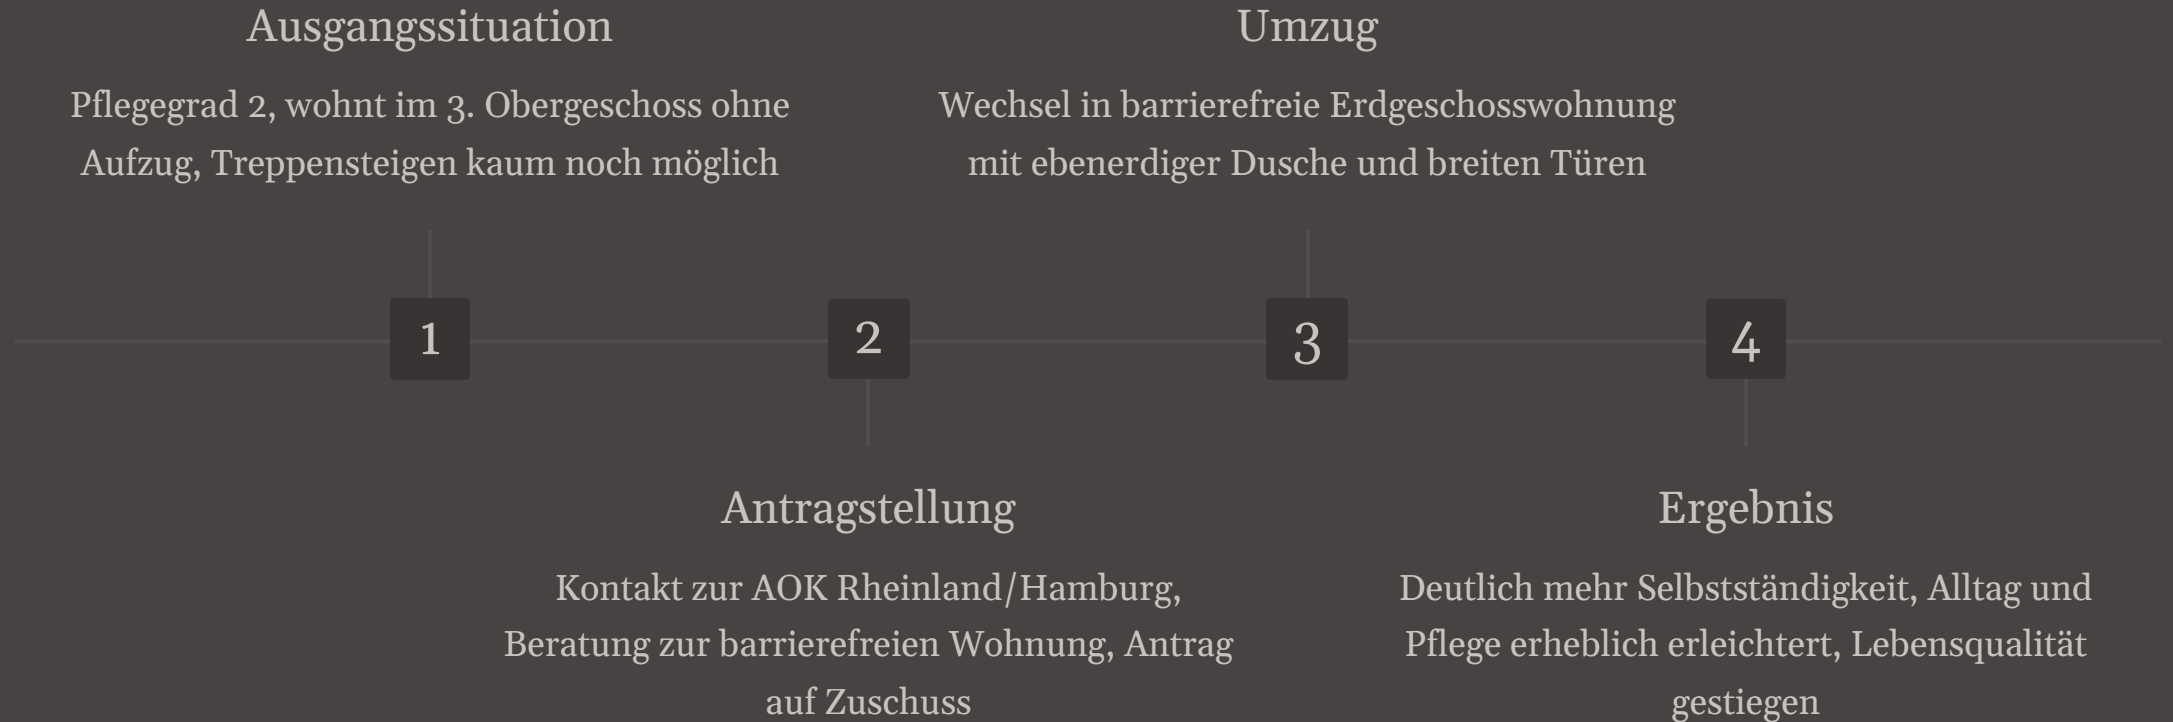 Ausgangssituation
Pflegegrad 2, wohnt im 3. Obergeschoss ohne
Aufzug, Treppensteigen kaum noch möglich
1
2
Antragstellung
Kontakt zur AOK Rheinland/Hamburg,
Beratung zur barrierefreien Wohnung, Antrag
auf Zuschuss
Umzug
Wechsel in barrierefreie Erdgeschosswohnung
mit ebenerdiger Dusche und breiten Türen
3
4
Ergebnis
Deutlich mehr Selbstständigkeit, Alltag und
Pflege erheblich erleichtert, Lebensqualität
gestiegen